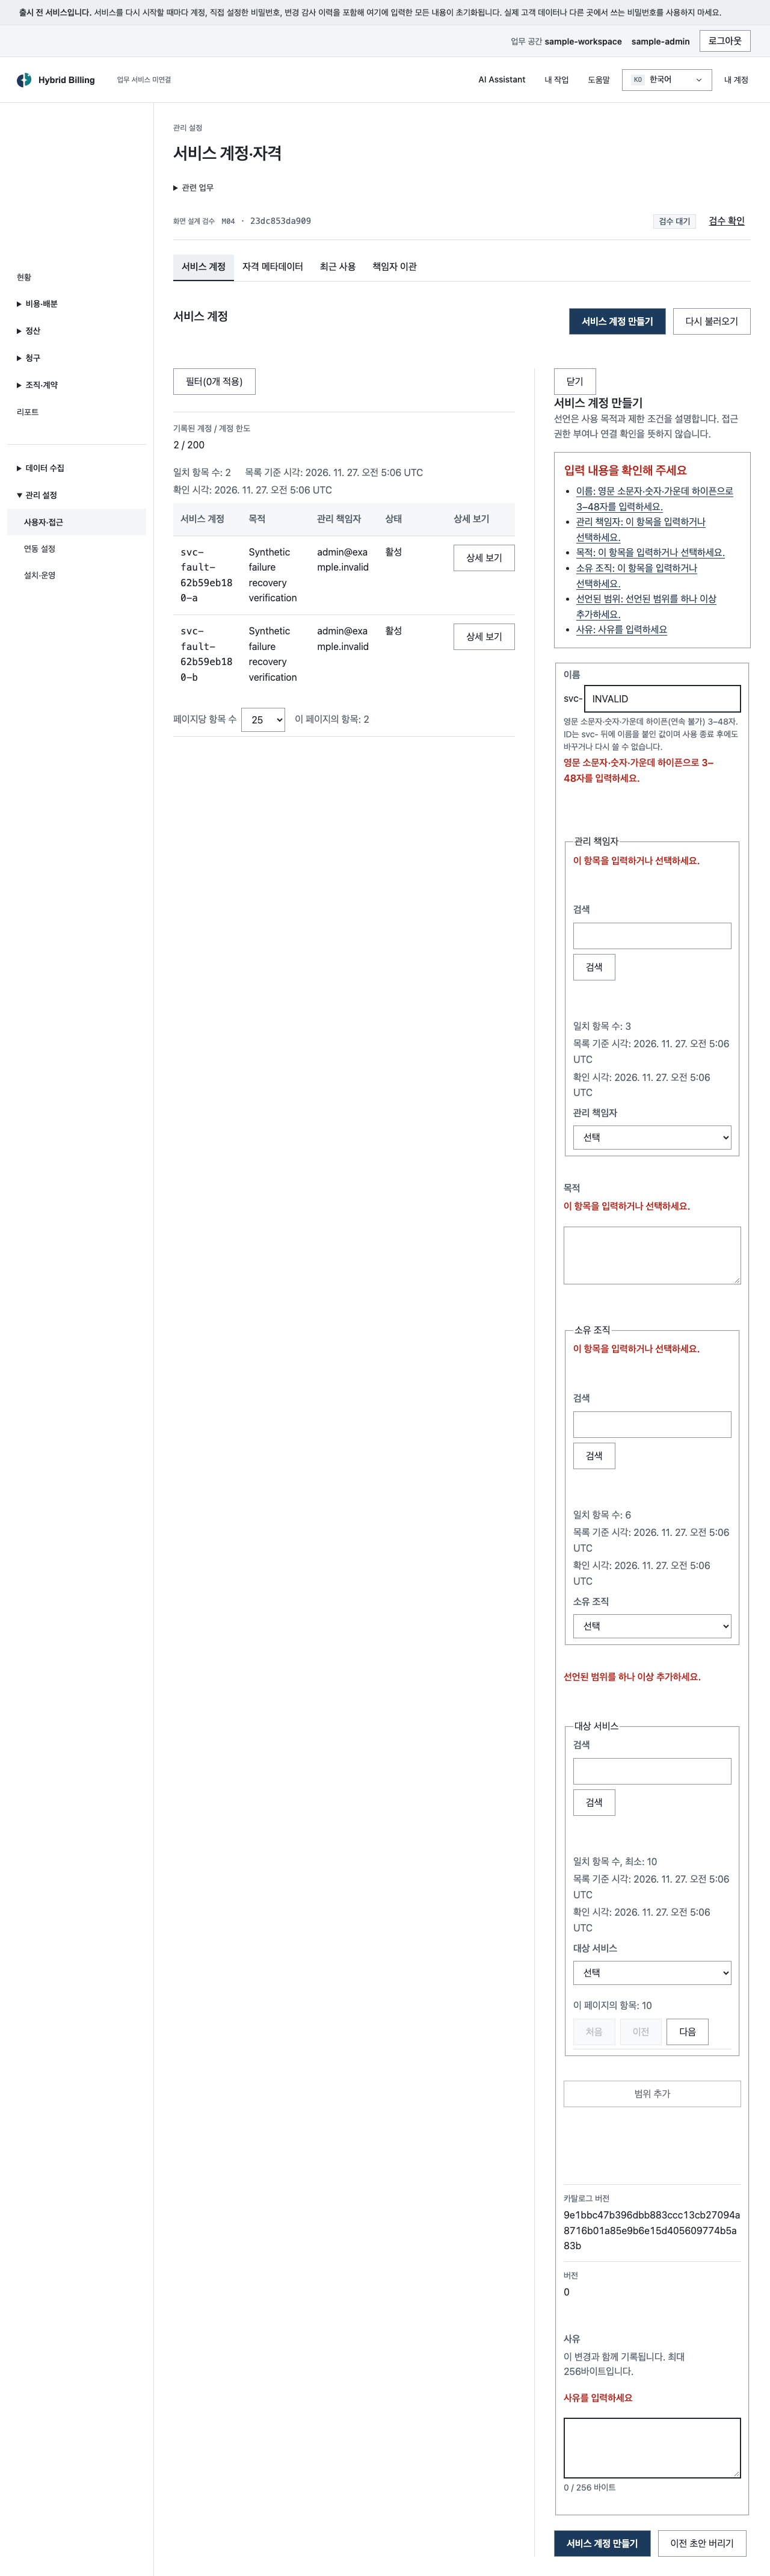 출시 전 서비스입니다. 서비스를 다시 시작할 때마다 계정, 직접 설정한 비밀번호, 변경 감사 이력을 포함해 여기에 입력한 모든 내용이 초기화됩니다. 실제 고객 데이터나 다른 곳에서 쓰는 비밀번호를 사용하지 마세요.
업무 공간 sample-workspace sample-admin 로그아웃
Hybrid Billing 업무 서비스 미연결 AI Assistant 내 작업 도움말 KO 한국어 내 계정
현황
비용·배분
정산
청구
조직·계약
리포트
데이터 수집
관리 설정
사용자·접근
연동 설정
설치·운영
관리 설정
서비스 계정·자격
관련 업무
화면 설계 검수 M04 · 23dc853da909 검수 대기 검수 확인
서비스 계정 자격 메타데이터 최근 사용 책임자 이관
서비스 계정 서비스 계정 만들기 다시 불러오기
필터(0개 적용)
기록된 계정 / 계정 한도
2 / 200
일치 항목 수: 2 목록 기준 시각: 2026. 11. 27. 오전 5:06 UTC
확인 시각: 2026. 11. 27. 오전 5:06 UTC
서비스 계정 목적 관리 책임자 상태 상세 보기
svc- Synthetic admin@exa 활성 상세 보기
fault- failure mple.invalid
62b59eb18 recovery
0-a verification
svc- Synthetic admin@exa 활성 상세 보기
fault- failure mple.invalid
62b59eb18 recovery
0-b verification
페이지당 항목 수 25 이 페이지의 항목: 2
닫기
서비스 계정 만들기
선언은 사용 목적과 제한 조건을 설명합니다. 접근
권한 부여나 연결 확인을 뜻하지 않습니다.
입력 내용을 확인해 주세요
이름: 영문 소문자·숫자·가운데 하이픈으로
3–48자를 입력하세요.
관리 책임자: 이 항목을 입력하거나
선택하세요.
목적: 이 항목을 입력하거나 선택하세요.
소유 조직: 이 항목을 입력하거나
선택하세요.
선언된 범위: 선언된 범위를 하나 이상
추가하세요.
사유: 사유를 입력하세요
이름
svc- INVALID
영문 소문자·숫자·가운데 하이픈(연속 불가) 3–48자.
ID는 svc- 뒤에 이름을 붙인 값이며 사용 종료 후에도
바꾸거나 다시 쓸 수 없습니다.
영문 소문자·숫자·가운데 하이픈으로 3–
48자를 입력하세요.
관리 책임자
이 항목을 입력하거나 선택하세요.
검색
검색
일치 항목 수: 3
목록 기준 시각: 2026. 11. 27. 오전 5:06
UTC
확인 시각: 2026. 11. 27. 오전 5:06
UTC
관리 책임자
선택
목적
이 항목을 입력하거나 선택하세요.
소유 조직
이 항목을 입력하거나 선택하세요.
검색
검색
일치 항목 수: 6
목록 기준 시각: 2026. 11. 27. 오전 5:06
UTC
확인 시각: 2026. 11. 27. 오전 5:06
UTC
소유 조직
선택
선언된 범위를 하나 이상 추가하세요.
대상 서비스
검색
검색
일치 항목 수, 최소: 10
목록 기준 시각: 2026. 11. 27. 오전 5:06
UTC
확인 시각: 2026. 11. 27. 오전 5:06
UTC
대상 서비스
선택
이 페이지의 항목: 10
처음 이전 다음
범위 추가
카탈로그 버전
9e1bbc47b396dbb883ccc13cb27094a
8716b01a85e9b6e15d405609774b5a
83b
버전
0
사유
이 변경과 함께 기록됩니다. 최대
256바이트입니다.
사유를 입력하세요
0 / 256 바이트
서비스 계정 만들기 이전 초안 버리기